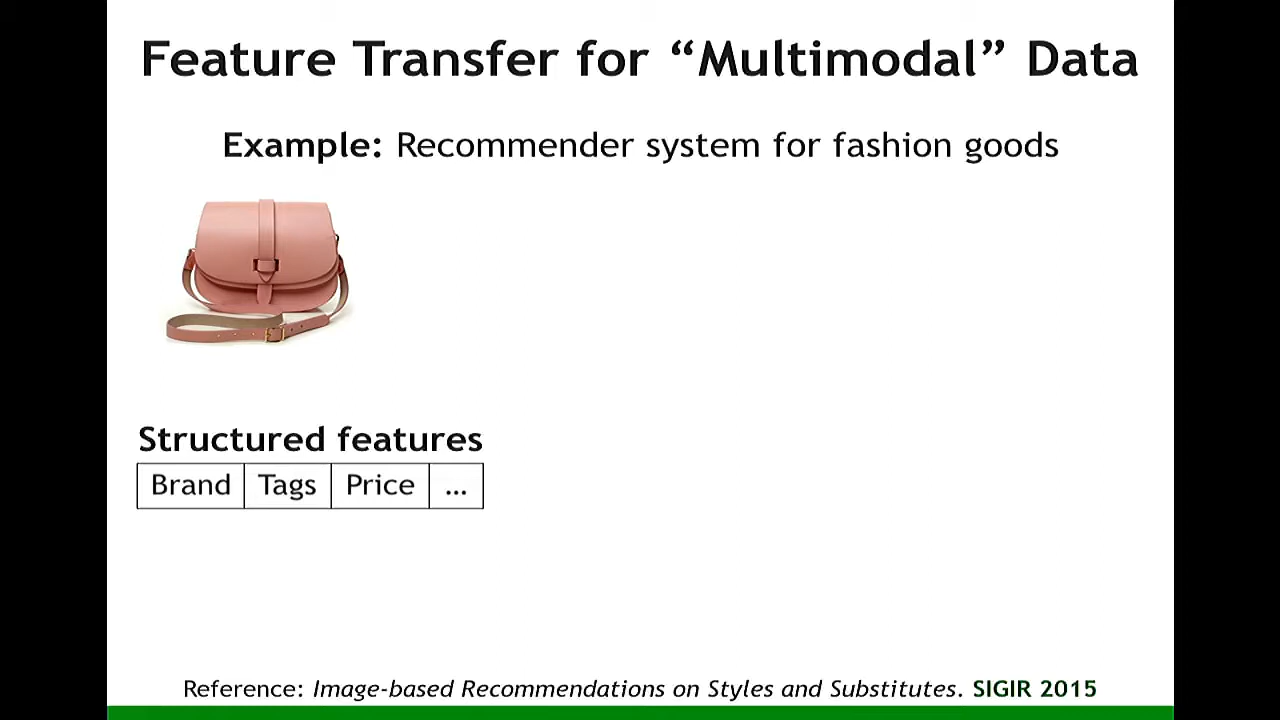 Feature Transfer for “Multimodal” Data
Example: Recommender system for fashion goods
Structured features
Brand Tags Price ...
Reference: Image-based Recommendations on Styles and Substitutes. SIGIR 2015